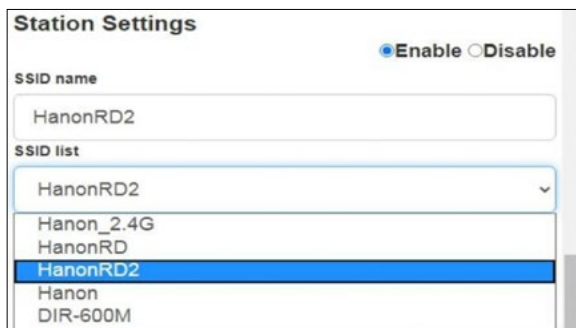 Station Settings
Enable Disable
SSID name
HanonRD2
SSID list
HanonRD2
Hanon_2.4G
HanonRD
HanonRD2
Hanon
DIR-600M